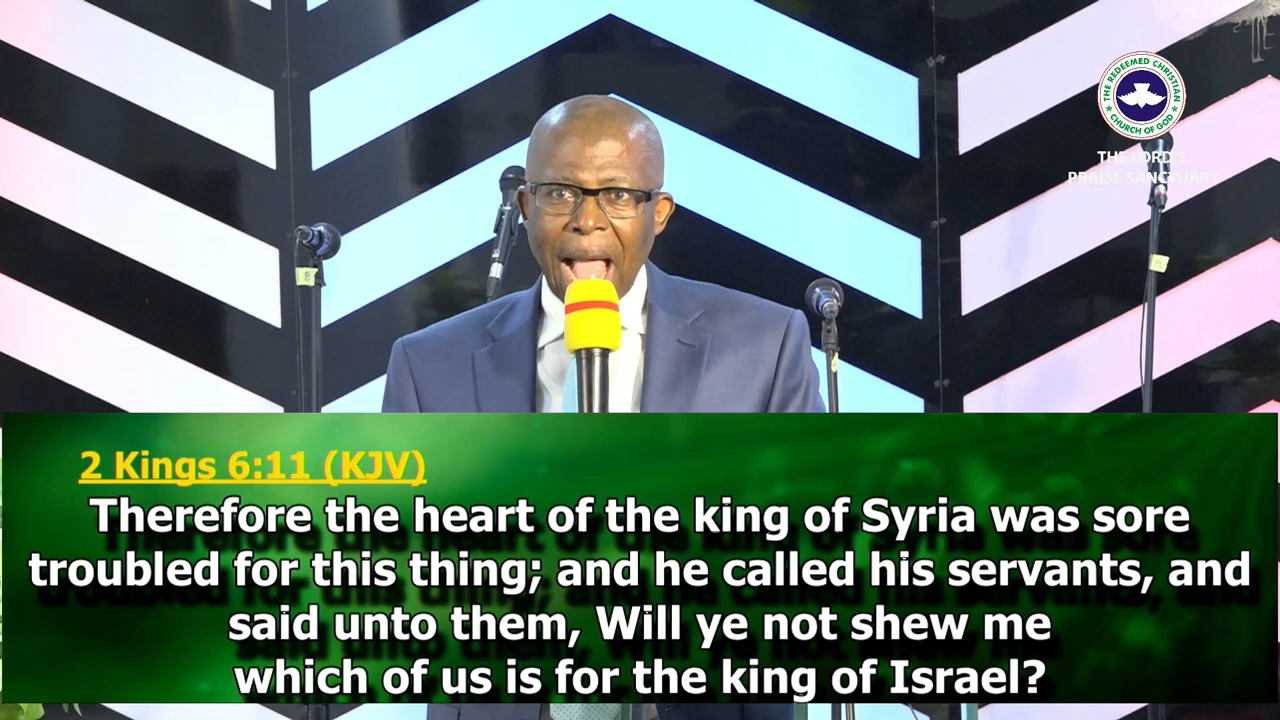 THE REDEEMED CHRISTIAN
CHURCH OF GOD
THE LORD'S
PRAISE SANCTUARY
8
2 Kings 6:11 (KJV)
Therefore the heart of the king of Syria was sore
troubled for this thing; and he called his servants, and
said unto them, Will ye not shew me
which of us is for the king of Israel?